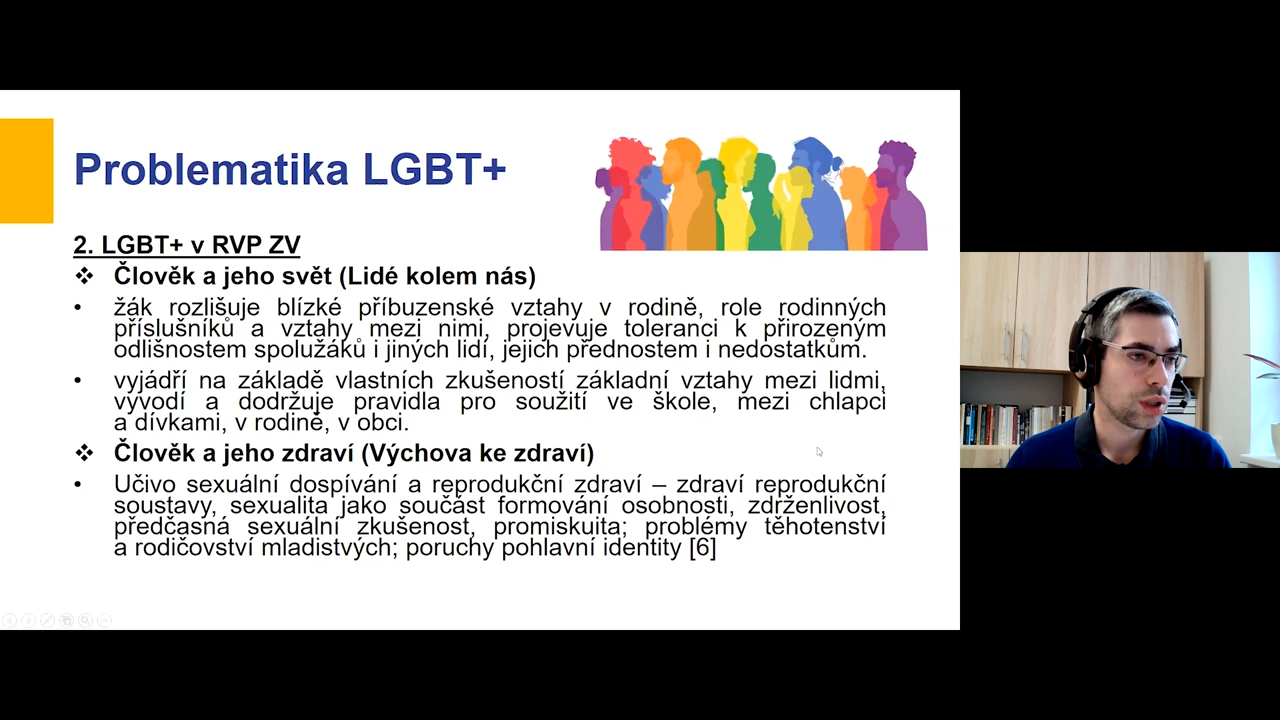 Problematika LGBT+
2. LGBT+ v RVP ZV
❖ Člověk a jeho svět (Lidé kolem nás)
• žák rozlišuje blízké příbuzenské vztahy v rodině, role rodinných
příslušníků a vztahy mezi nimi, projevuje toleranci k přirozeným
odlišnostem spolužáků i jiných lidí, jejich přednostem i nedostatkům.
• vyjádří na základě vlastních zkušeností základní vztahy mezi lidmi,
vyvodí a dodržuje pravidla pro soužití ve škole, mezi chlapci
a dívkami, v rodině, v obci.
❖ Člověk a jeho zdraví (Výchova ke zdraví)
• Učivo sexuální dospívání a reprodukční zdraví – zdraví reprodukční
soustavy, sexualita jako součást formování osobnosti, zdrženlivost,
předčasná sexuální zkušenost, promiskuita; problémy těhotenství
a rodičovství mladistvých; poruchy pohlavní identity [6]